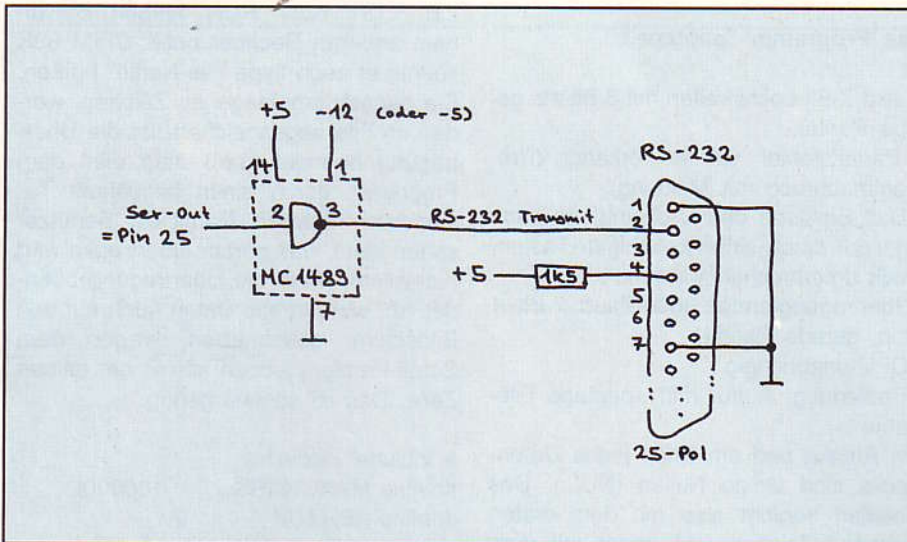 +5 -12 (oder -5)
14 1
Ser-Out
= Pin 25
2 3
MC 1489
7
RS-232 Transmit
+5 1k5
RS-232
1
2
3
4
5
6
7
25-Pol